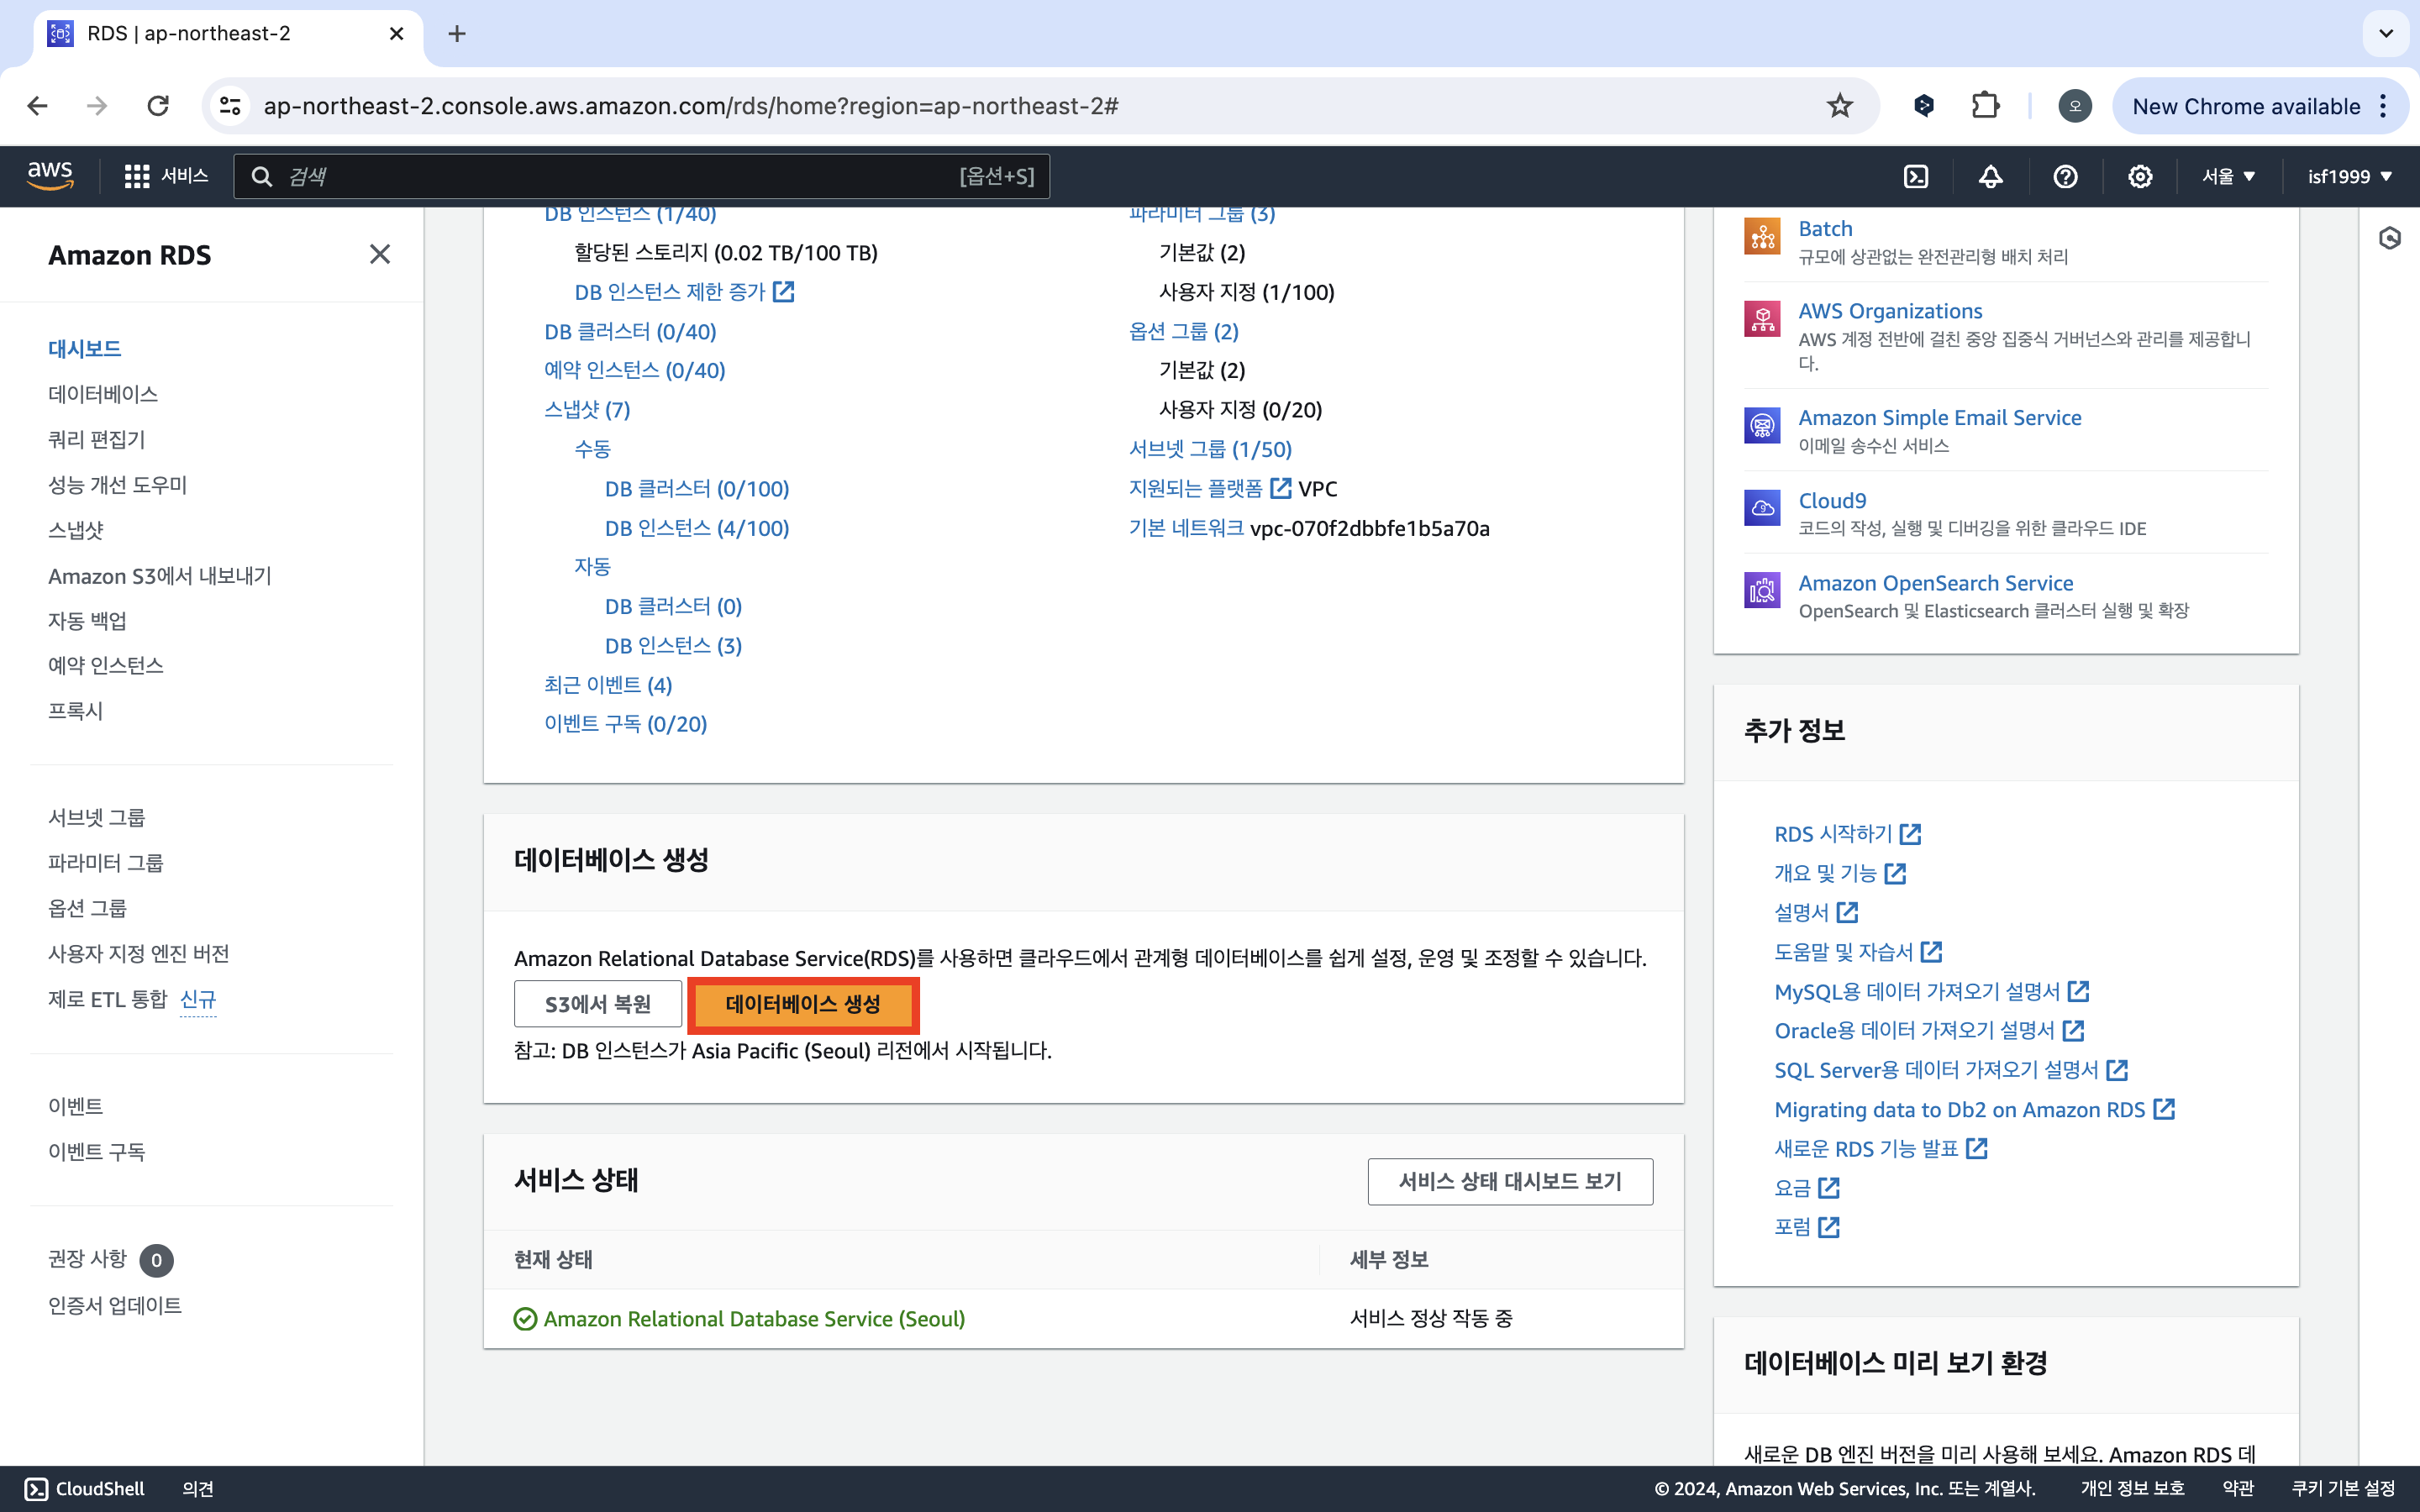 RDS | ap-northeast-2
ap-northeast-2.console.aws.amazon.com/rds/home?region=ap-northeast-2#
오
New Chrome available
aws
서비스
검색
[옵션+S]
서울
isf1999
Amazon RDS
대시보드
데이터베이스
쿼리 편집기
성능 개선 도우미
스냅샷
Amazon S3에서 내보내기
자동 백업
예약 인스턴스
프록시
서브넷 그룹
파라미터 그룹
옵션 그룹
사용자 지정 엔진 버전
제로 ETL 통합 신규
이벤트
이벤트 구독
권장 사항 0
인증서 업데이트
DB 인스턴스 (1/40)
할당된 스토리지 (0.02 TB/100 TB)
DB 인스턴스 제한 증가
DB 클러스터 (0/40)
예약 인스턴스 (0/40)
스냅샷 (7)
수동
DB 클러스터 (0/100)
DB 인스턴스 (4/100)
자동
DB 클러스터 (0)
DB 인스턴스 (3)
최근 이벤트 (4)
이벤트 구독 (0/20)
파라미터 그룹 (3)
기본값 (2)
사용자 지정 (1/100)
옵션 그룹 (2)
기본값 (2)
사용자 지정 (0/20)
서브넷 그룹 (1/50)
지원되는 플랫폼 VPC
기본 네트워크 vpc-070f2dbbfe1b5a70a
데이터베이스 생성
Amazon Relational Database Service(RDS)를 사용하면 클라우드에서 관계형 데이터베이스를 쉽게 설정, 운영 및 조정할 수 있습니다.
S3에서 복원
데이터베이스 생성
참고: DB 인스턴스가 Asia Pacific (Seoul) 리전에서 시작됩니다.
서비스 상태
서비스 상태 대시보드 보기
현재 상태
세부 정보
Amazon Relational Database Service (Seoul)
서비스 정상 작동 중
Batch
규모에 상관없는 완전관리형 배치 처리
AWS Organizations
AWS 계정 전반에 걸친 중앙 집중식 거버넌스와 관리를 제공합니
다.
Amazon Simple Email Service
이메일 송수신 서비스
Cloud9
코드의 작성, 실행 및 디버깅을 위한 클라우드 IDE
Amazon OpenSearch Service
OpenSearch 및 Elasticsearch 클러스터 실행 및 확장
추가 정보
RDS 시작하기
개요 및 기능
설명서
도움말 및 자습서
MySQL용 데이터 가져오기 설명서
Oracle용 데이터 가져오기 설명서
SQL Server용 데이터 가져오기 설명서
Migrating data to Db2 on Amazon RDS
새로운 RDS 기능 발표
요금
포럼
데이터베이스 미리 보기 환경
새로운 DB 엔진 버전을 미리 사용해 보세요. Amazon RDS 데
CloudShell
의견
© 2024, Amazon Web Services, Inc. 또는 계열사.
개인 정보 보호
약관
쿠키 기본 설정